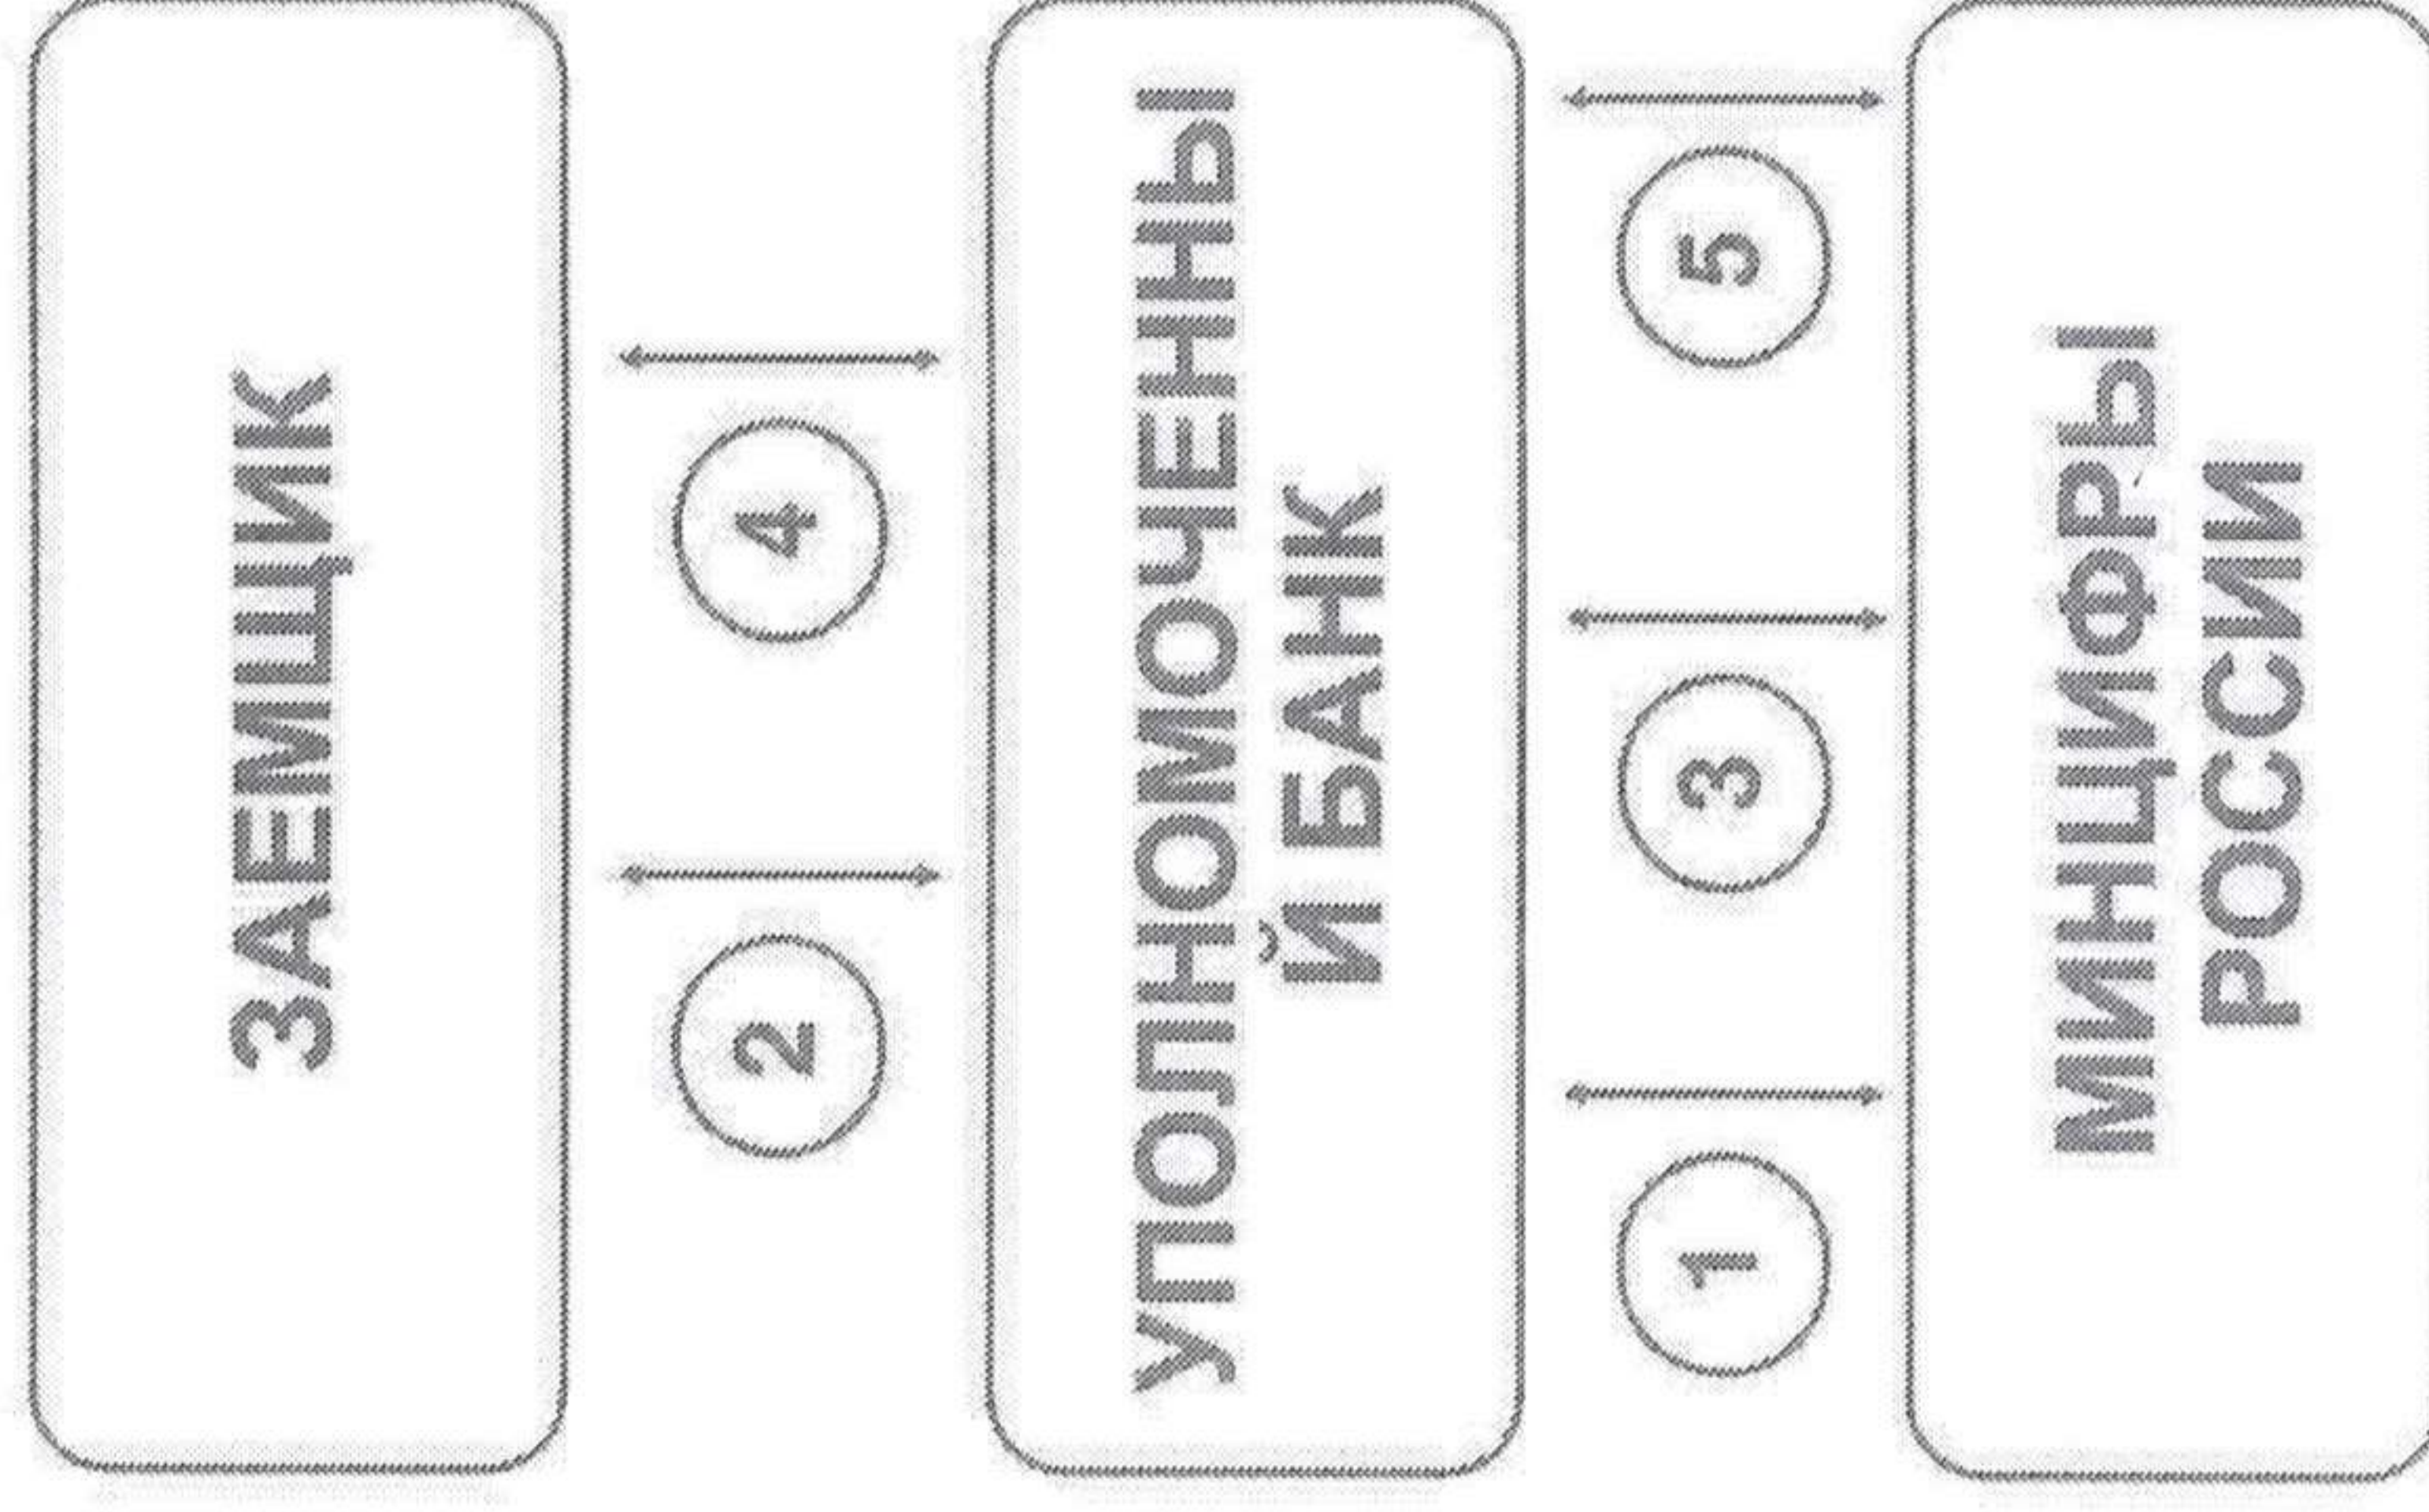 ЗАЕМЩИК
2
4
УПОЛНОМОЧЕННЫ
Й БАНК
1
3
5
МИНЦИФРЫ
РОССИИ